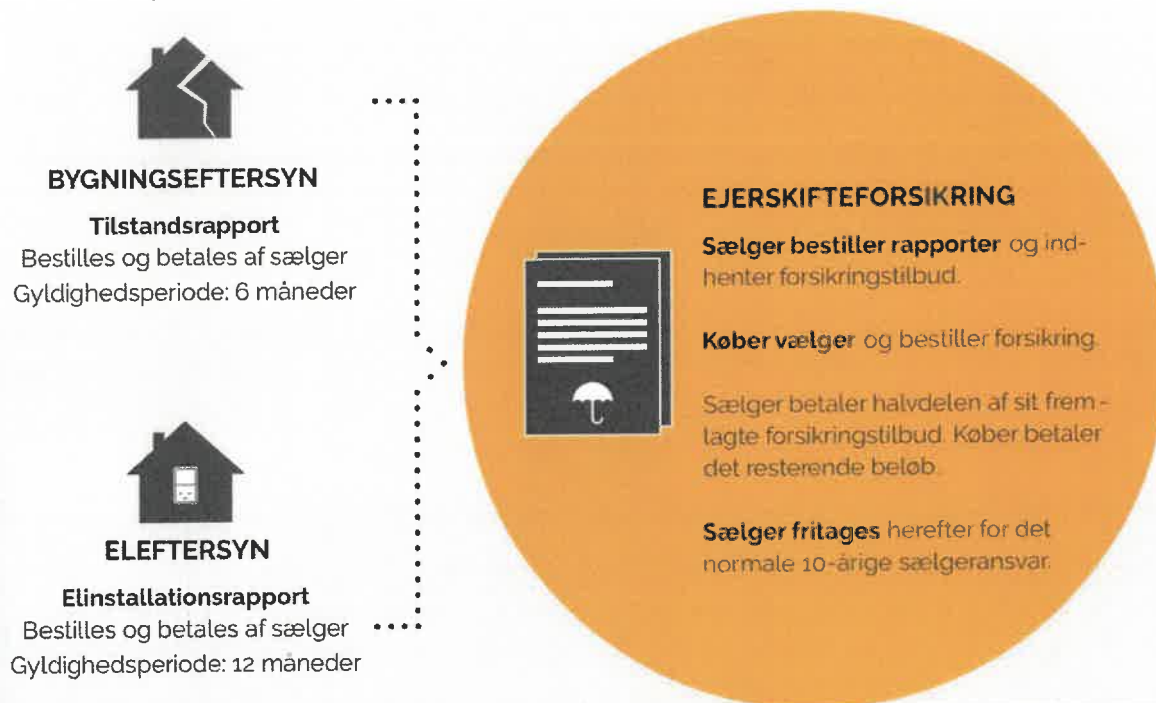 BYGNINGSEFTERSYN
Tilstandsrapport
Bestilles og betales af sælger
Gyldighedsperiode: 6 måneder
ELEFTERSYN
Elinstallationsrapport
Bestilles og betales af sælger
Gyldighedsperiode: 12 måneder
EJERSKIFTEFORSIKRING
Sælger bestiller rapporter og ind-
henter forsikringstilbud.
Køber vælger og bestiller forsikring.
Sælger betaler halvdelen af sit frem-
lagte forsikringstilbud. Køber betaler
det resterende beløb.
Sælger fritages herefter for det
normale 10-årige sælgeransvar.